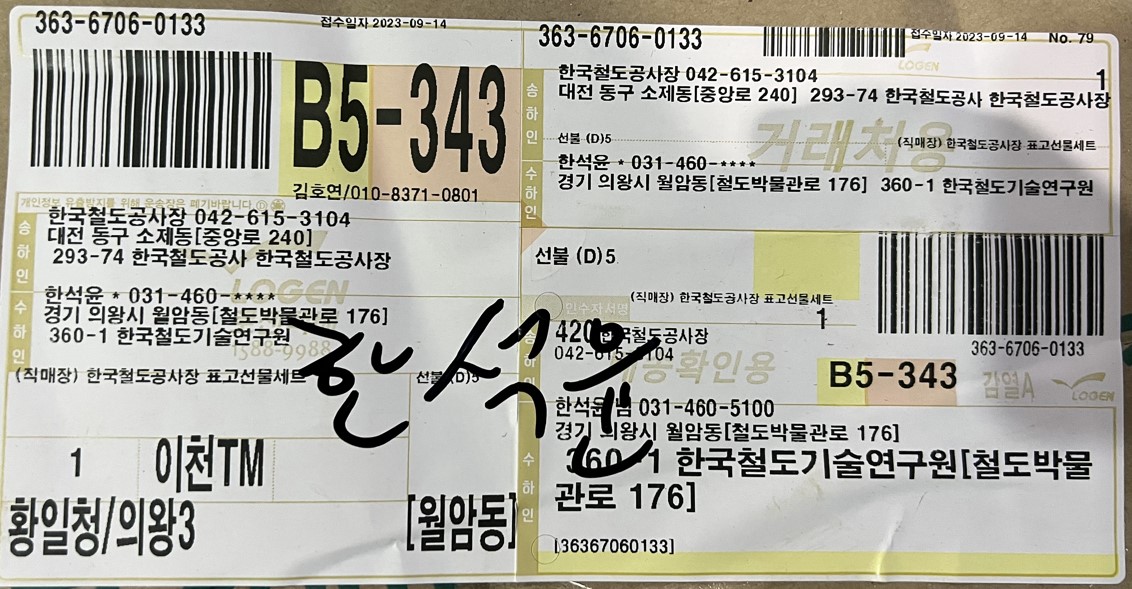 363-6706-0133
접수일자 2023-09-14
B5-343
김호연/010-8371-0801
개인정보 유출방지를 위해 운송장은 폐기바랍니다
송하인
한국철도공사장 042-615-3104
대전 동구 소제동[중앙로 240]
293-74 한국철도공사 한국철도공사장
LOGEN
수하인
한석윤 * 031-460-****
경기 의왕시 월암동[철도박물관로 176]
360-1 한국철도기술연구원
1588-9988
(직매장) 한국철도공사장 표고선물세트
선불 (D)5
한석윤
1
이천TM
황일청/의왕3
[월암동]
363-6706-0133
접수일자 2023-09-14 No. 79
LOGEN
송하인
한국철도공사장 042-615-3104
1
대전 동구 소제동[중앙로 240] 293-74 한국철도공사 한국철도공사장
거래처용
선불 (D)5
(직매장) 한국철도공사장 표고선물세트
수하인
한석윤 * 031-460-****
경기 의왕시 월암동[철도박물관로 176] 360-1 한국철도기술연구원
선불 (D)5
(직매장) 한국철도공사장 표고선물세트
인수자서명
1
420 한국철도공사장
042-615-3104
363-6706-0133
확인용
B5-343
감열A
LOGEN
한석윤님 031-460-5100
경기 의왕시 월암동[철도박물관로 176]
수하인
360-1 한국철도기술연구원[철도박물
관로 176]
[36367060133]